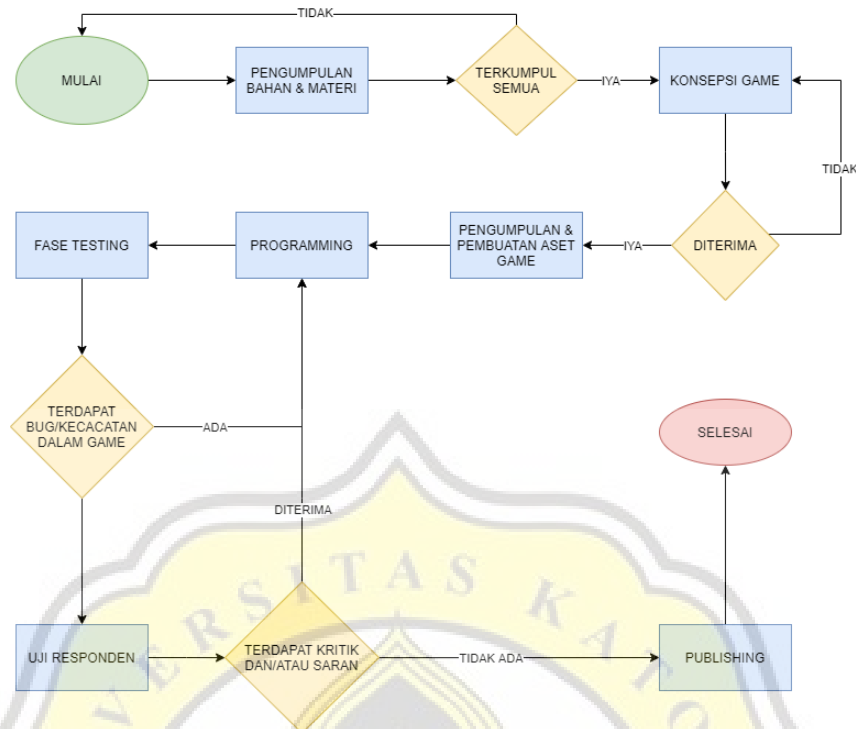 TIDAK
MULAI
PENGUMPULAN
BAHAN & MATERI
TERKUMPUL
SEMUA
IYA
KONSEPSI GAME
TIDAK
FASE TESTING
PROGRAMMING
PENGUMPULAN &
PEMBUATAN ASET
GAME
IYA
DITERIMA
TERDAPAT
BUG/KECACATAN
DALAM GAME
ADA
SELESAI
DITERIMA
UJI RESPONDEN
TERDAPAT KRITIK
DAN/ATAU SARAN
TIDAK ADA
PUBLISHING
VERSITAS KATO